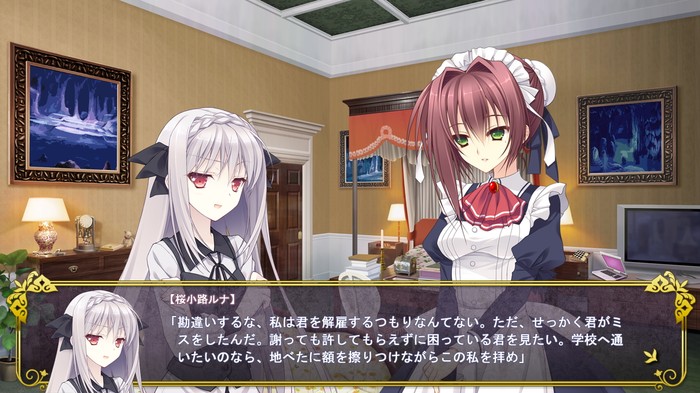 【桜小路ルナ】
「勘違いするな、私は君を解雇するつもりなんてない。ただ、せっかく君がミ
スをしたんだ。謝っても許してもらえずに困っている君を見たい。学校へ通
いたいのなら、地べたに額を擦りつけながらこの私を拝め」